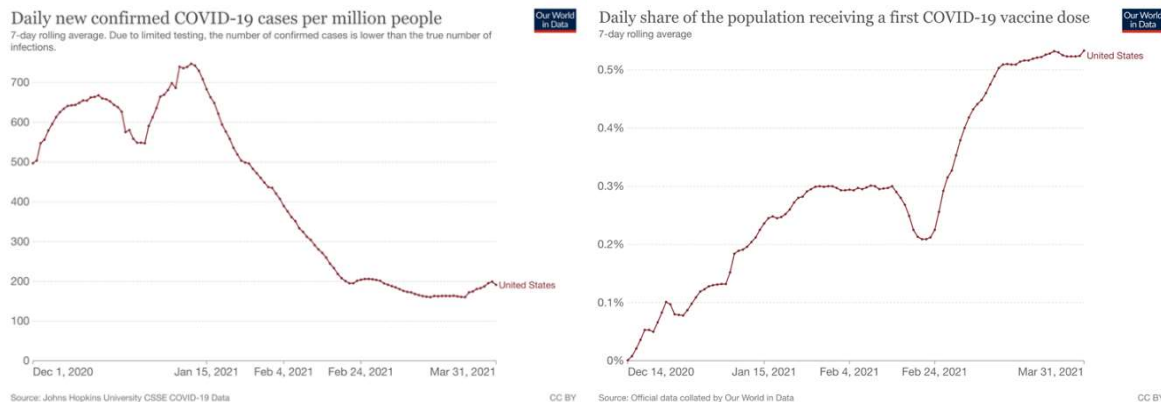 Daily new confirmed COVID-19 cases per million people
7-day rolling average. Due to limited testing, the number of confirmed cases is lower than the true number of
infections.
Our World
in Data
700
600
500
400
300
200
100
0
United States
Dec 1, 2020
Jan 15, 2021
Feb 4, 2021
Feb 24, 2021
Mar 31, 2021
Source: Johns Hopkins University CSSE COVID-19 Data
CC BY
Daily share of the population receiving a first COVID-19 vaccine dose
7-day rolling average
Our World
in Data
0.5%
0.4%
0.3%
0.2%
0.1%
0%
United States
Dec 14, 2020
Jan 15, 2021
Feb 4, 2021
Feb 24, 2021
Mar 31, 2021
Source: Official data collated by Our World in Data
CC BY